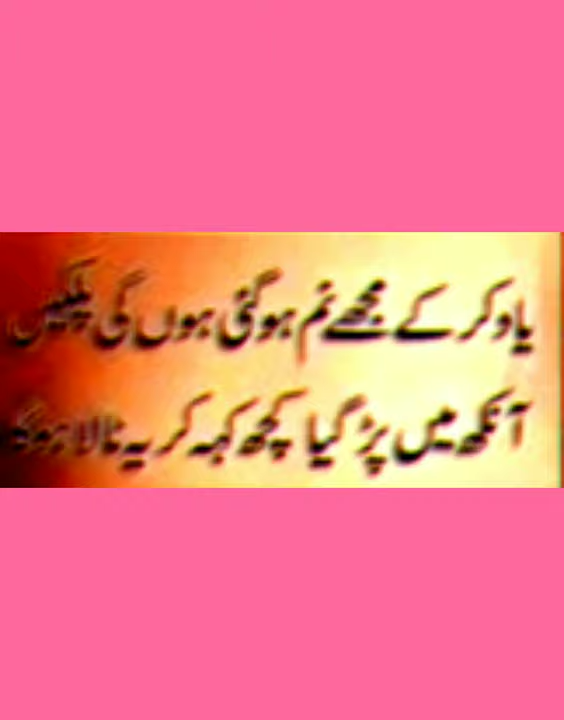 یاد کر کے مجھے نم ہو گئی ہوں گی پلکیں
آنکھ میں پڑ گیا کچھ کہہ کر یہ ٹالا ہوگا